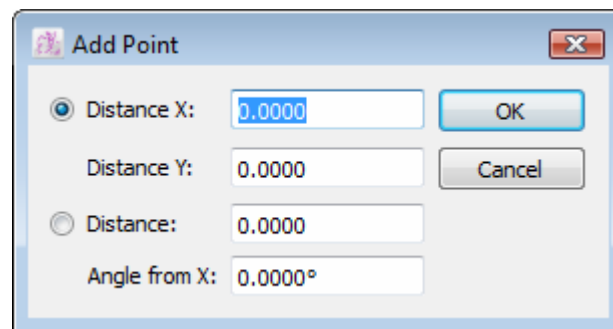 Add Point
Distance X: 0.0000 OK
Distance Y: 0.0000 Cancel
Distance: 0.0000
Angle from X: 0.0000°